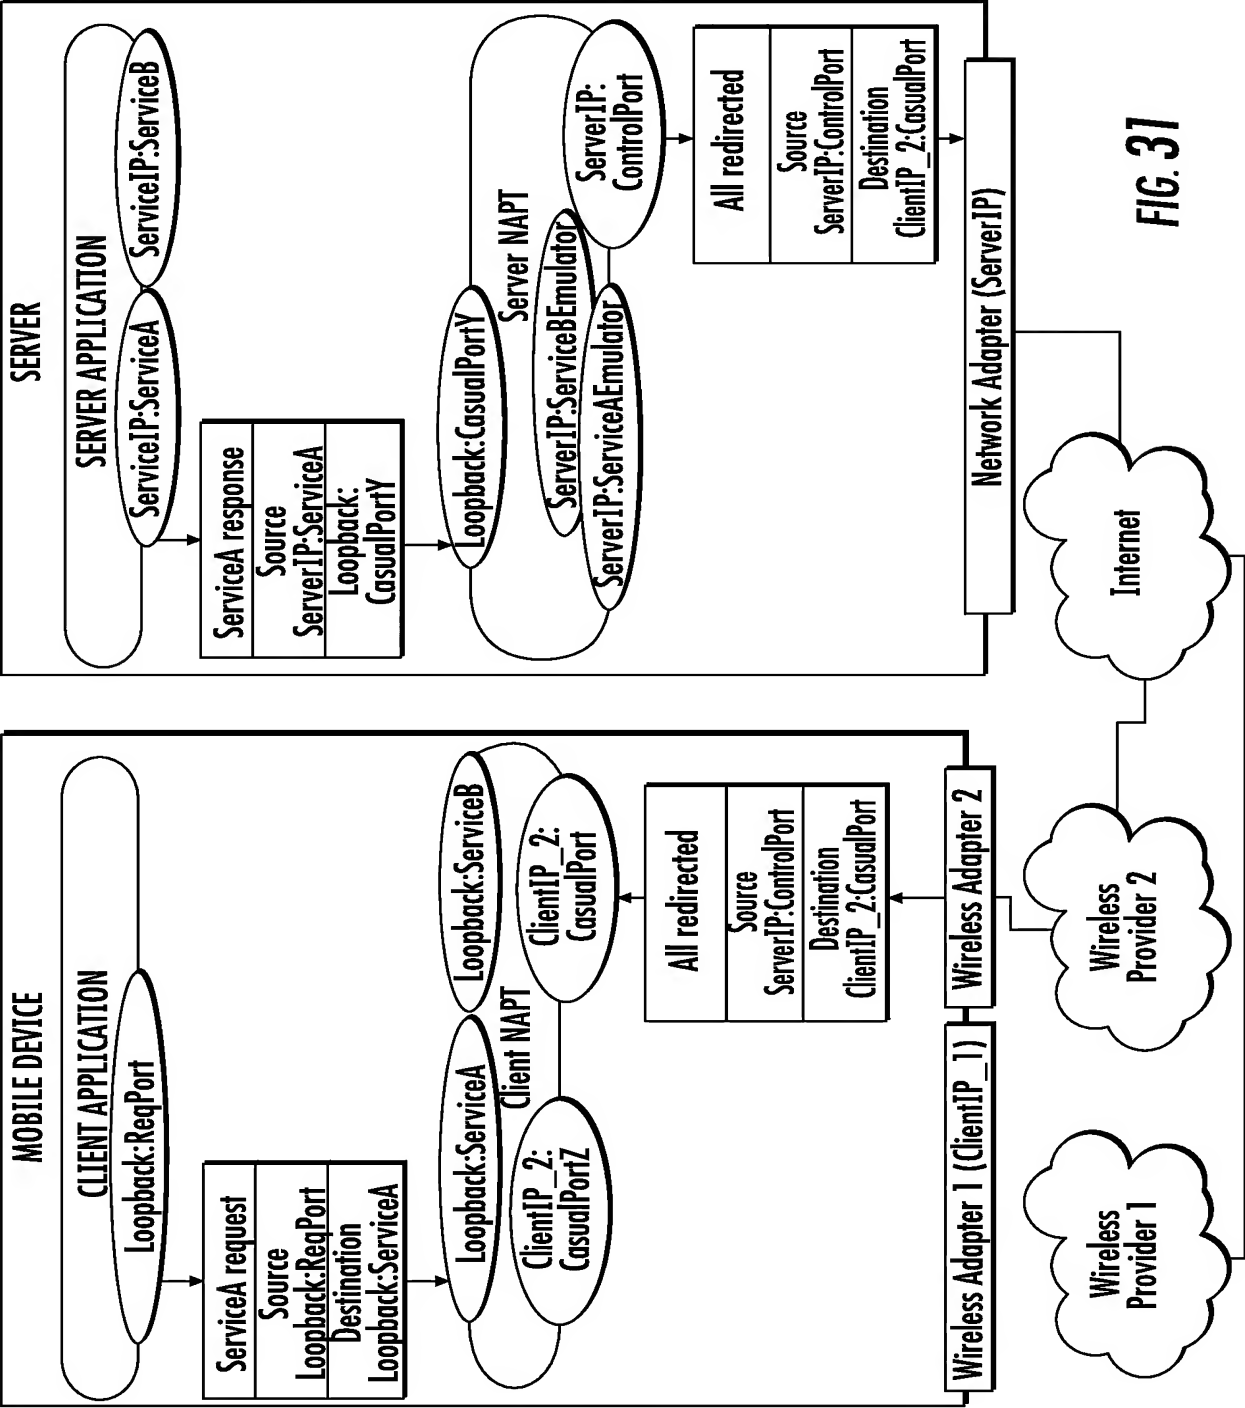 MOBILE DEVICE
CLIENT APPLICATION
Loopback:ReqPort
ServiceA request
Source
Loopback:ReqPort
Destination
Loopback:ServiceA
Loopback:ServiceA
Loopback:ServiceB
Client NAPT
ClientIP_2:
CasualPortZ
ClientIP_2:
CasualPort
All redirected
Source
ServerIP:ControlPort
Destination
ClientIP_2:CasualPort
Wireless Adapter 1 (ClientIP_1)
Wireless Adapter 2
Wireless
Provider 1
Wireless
Provider 2
SERVER
SERVER APPLICATION
ServiceIP:ServiceA
ServiceIP:ServiceB
ServiceA response
Source
ServerIP:ServiceA
Loopback:
CasualPortY
Loopback:CasualPortY
Server NAPT
ServerIP:ServiceBEmulator
ServerIP:ServiceAEmulator
ServerIP:
ControlPort
All redirected
Source
ServerIP:ControlPort
Destination
ClientIP_2:CasualPort
Network Adapter (ServerIP)
Internet
FIG. 31